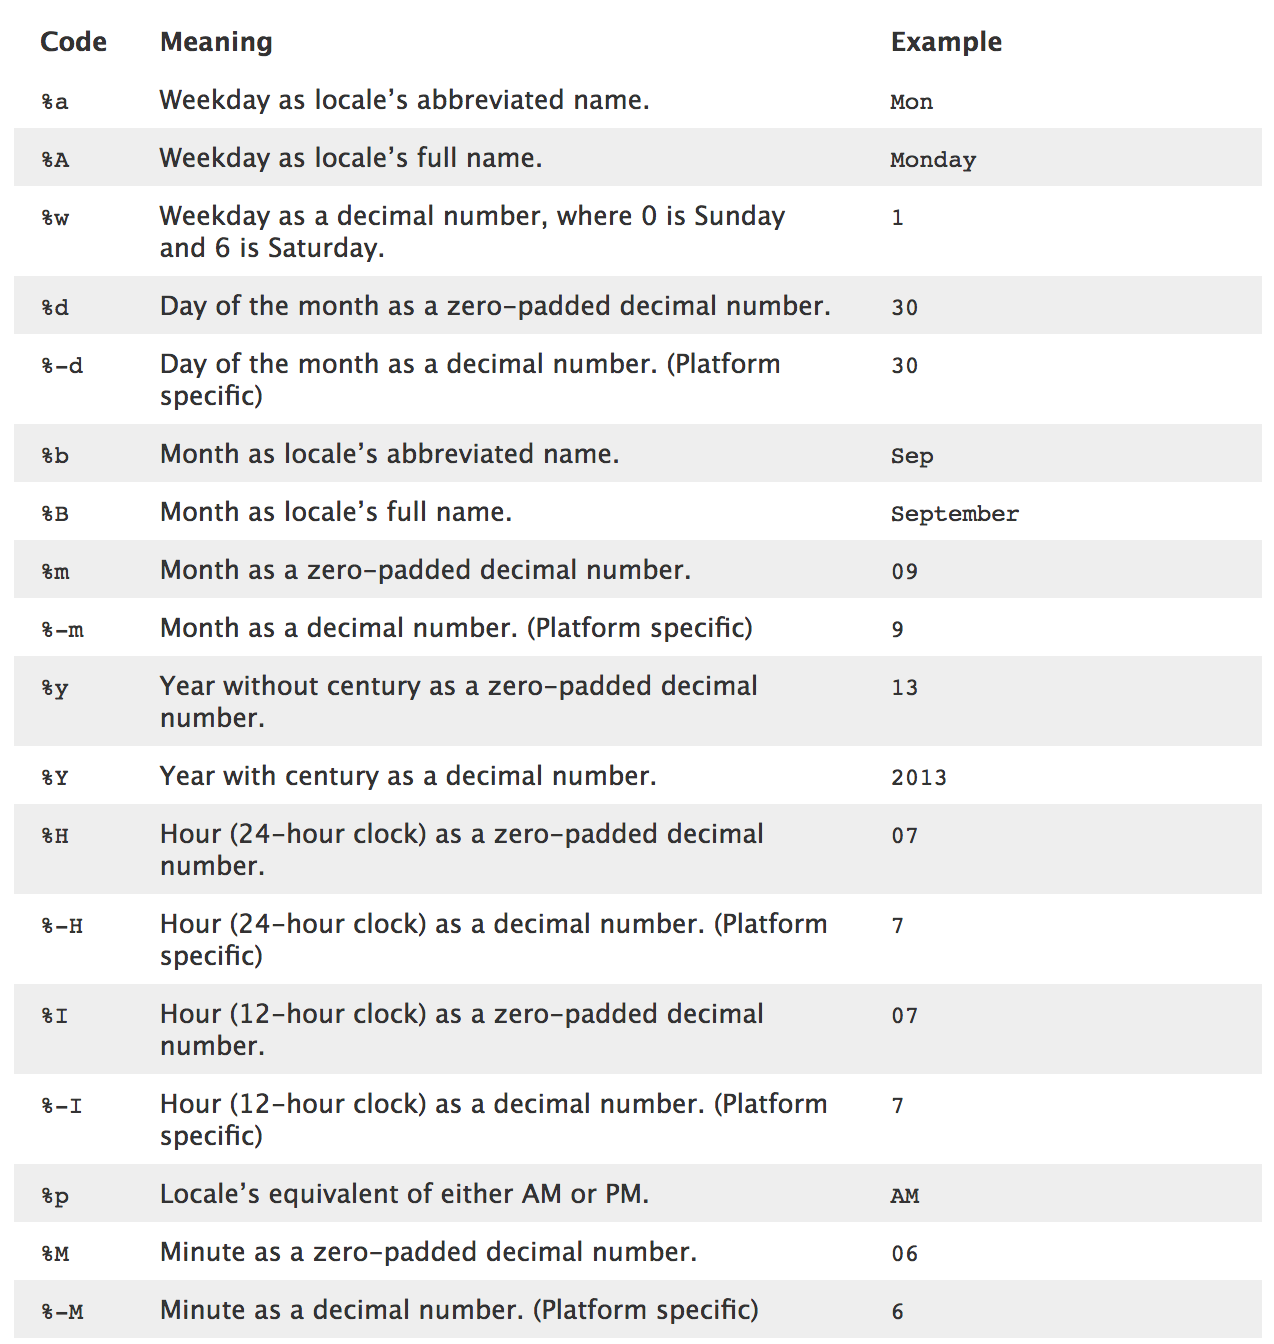 Code Meaning Example
%a Weekday as locale’s abbreviated name. Mon
%A Weekday as locale’s full name. Monday
%w Weekday as a decimal number, where 0 is Sunday 1
and 6 is Saturday.
%d Day of the month as a zero-padded decimal number. 30
%-d Day of the month as a decimal number. (Platform 30
specific)
%b Month as locale’s abbreviated name. Sep
%B Month as locale’s full name. September
%m Month as a zero-padded decimal number. 09
%-m Month as a decimal number. (Platform specific) 9
%y Year without century as a zero-padded decimal 13
number.
%Y Year with century as a decimal number. 2013
%H Hour (24-hour clock) as a zero-padded decimal 07
number.
%-H Hour (24-hour clock) as a decimal number. (Platform 7
specific)
%I Hour (12-hour clock) as a zero-padded decimal 07
number.
%-I Hour (12-hour clock) as a decimal number. (Platform 7
specific)
%p Locale’s equivalent of either AM or PM. AM
%M Minute as a zero-padded decimal number. 06
%-M Minute as a decimal number. (Platform specific) 6